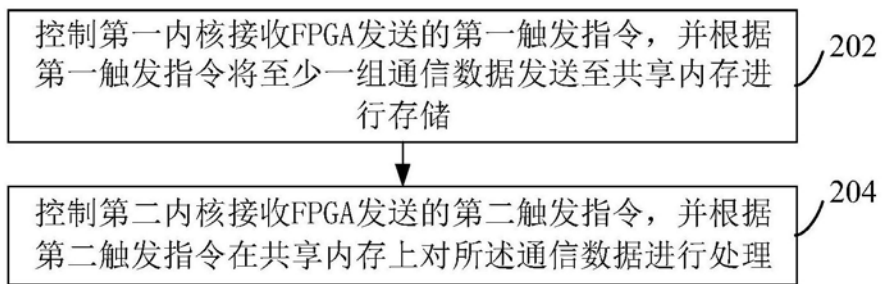 控制第一内核接收FPGA发送的第一触发指令，并根据
第一触发指令将至少一组通信数据发送至共享内存进
行存储
202
控制第二内核接收FPGA发送的第二触发指令，并根据
第二触发指令在共享内存上对所述通信数据进行处理
204